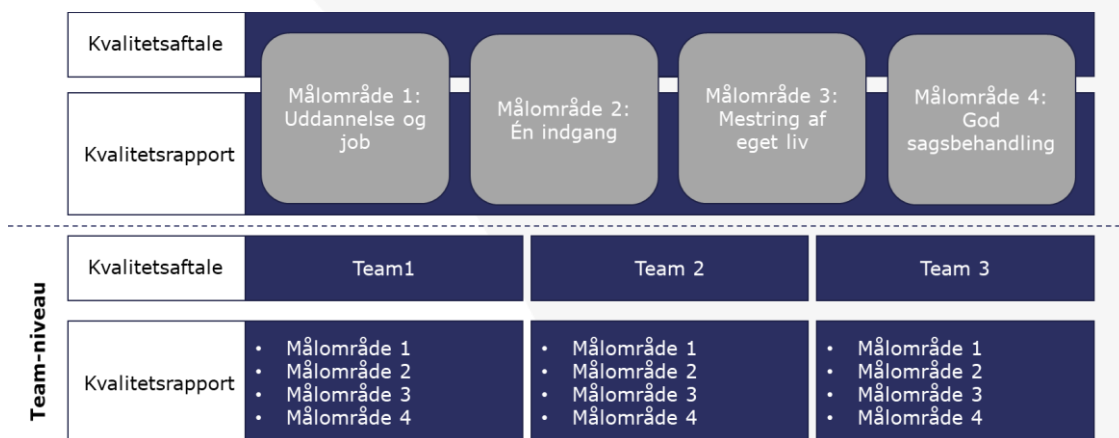 Kvalitetsaftale
Målområde 1:
Uddannelse og
job
Målområde 2:
Én indgang
Målområde 3:
Mestring af
eget liv
Målområde 4:
God
sagsbehandling
Kvalitetsrapport
Team-niveau
Kvalitetsaftale
Team1
Team 2
Team 3
Kvalitetsrapport
• Målområde 1
• Målområde 2
• Målområde 3
• Målområde 4
• Målområde 1
• Målområde 2
• Målområde 3
• Målområde 4
• Målområde 1
• Målområde 2
• Målområde 3
• Målområde 4